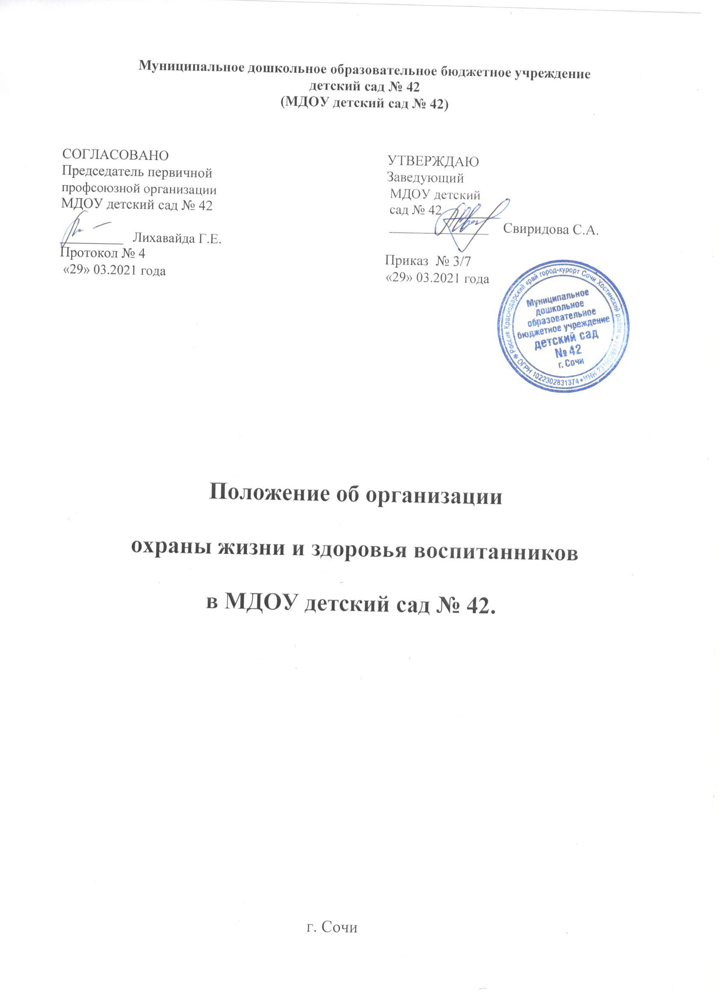 Муниципальное дошкольное образовательное бюджетное учреждение
детский сад № 42
(МДОУ детский сад № 42)
СОГЛАСОВАНО
Председатель первичной
профсоюзной организации
МДОУ детский сад № 42
_________ Лихавайда Г.Е.
Протокол № 4
«29» 03.2021 года
УТВЕРЖДАЮ
Заведующий
МДОУ детский
сад № 42
______________ Свиридова С.А.
Приказ № 3/7
«29» 03.2021 года
Россия Краснодарский край город-курорт Сочи Хостинский район
ОГРН 1022302831374 • ИНН 2319028974
Муниципальное
дошкольное
образовательное
бюджетное учреждение
детский сад
№ 42
г. Сочи
Положение об организации
охраны жизни и здоровья воспитанников
в МДОУ детский сад № 42.
г. Сочи